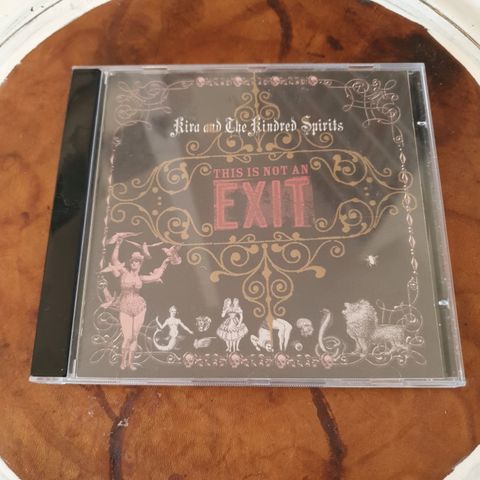 Kira and The Kindred Spirits
THIS IS NOT AN
EXIT